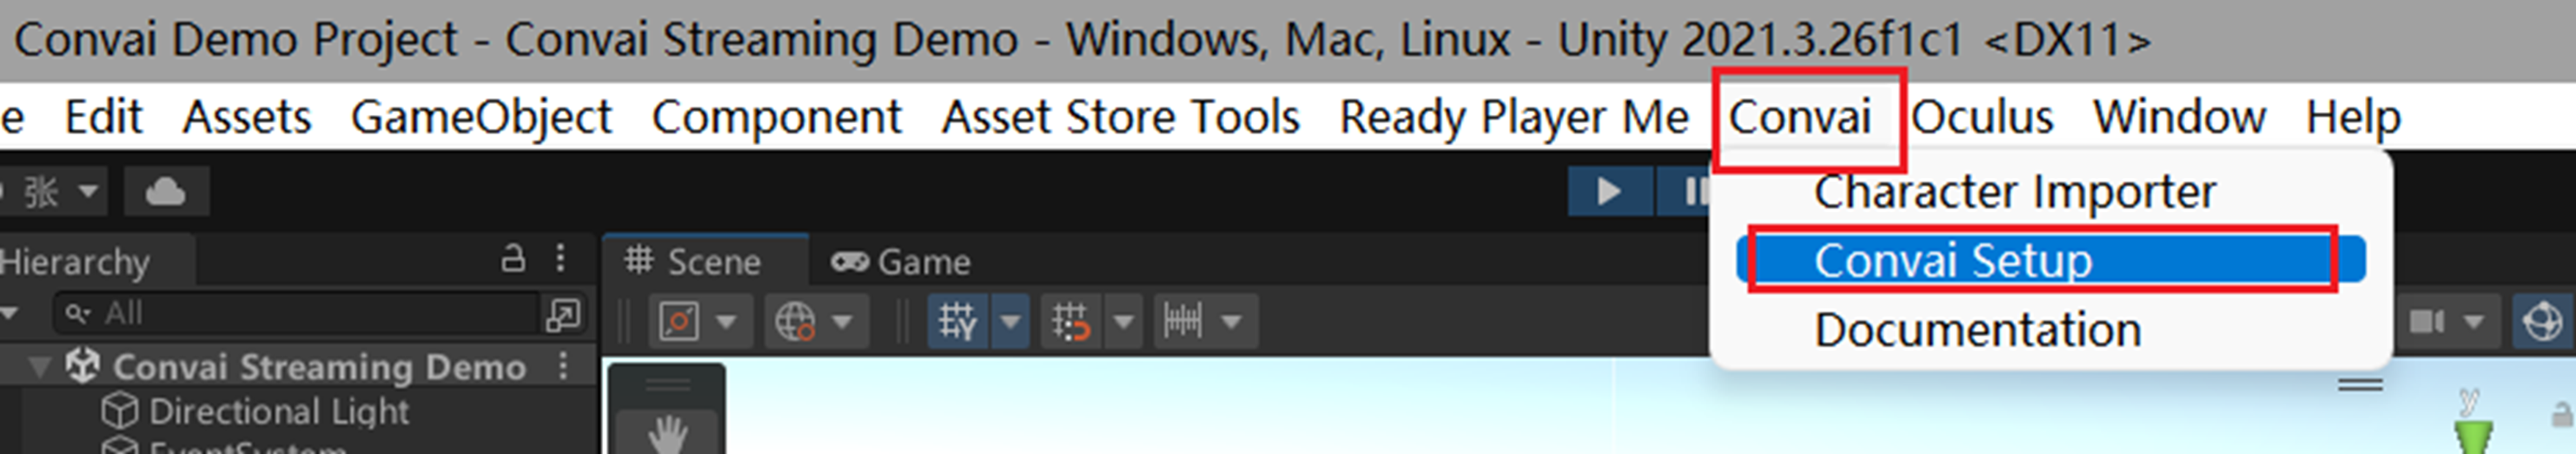 Convai Demo Project - Convai Streaming Demo - Windows, Mac, Linux - Unity 2021.3.26f1c1 <DX11>
e Edit Assets GameObject Component Asset Store Tools Ready Player Me Convai Oculus Window Help
Character Importer
Convai Setup
Documentation
张
Hierarchy
All
Convai Streaming Demo
Directional Light
EventSystem
Scene Game
y